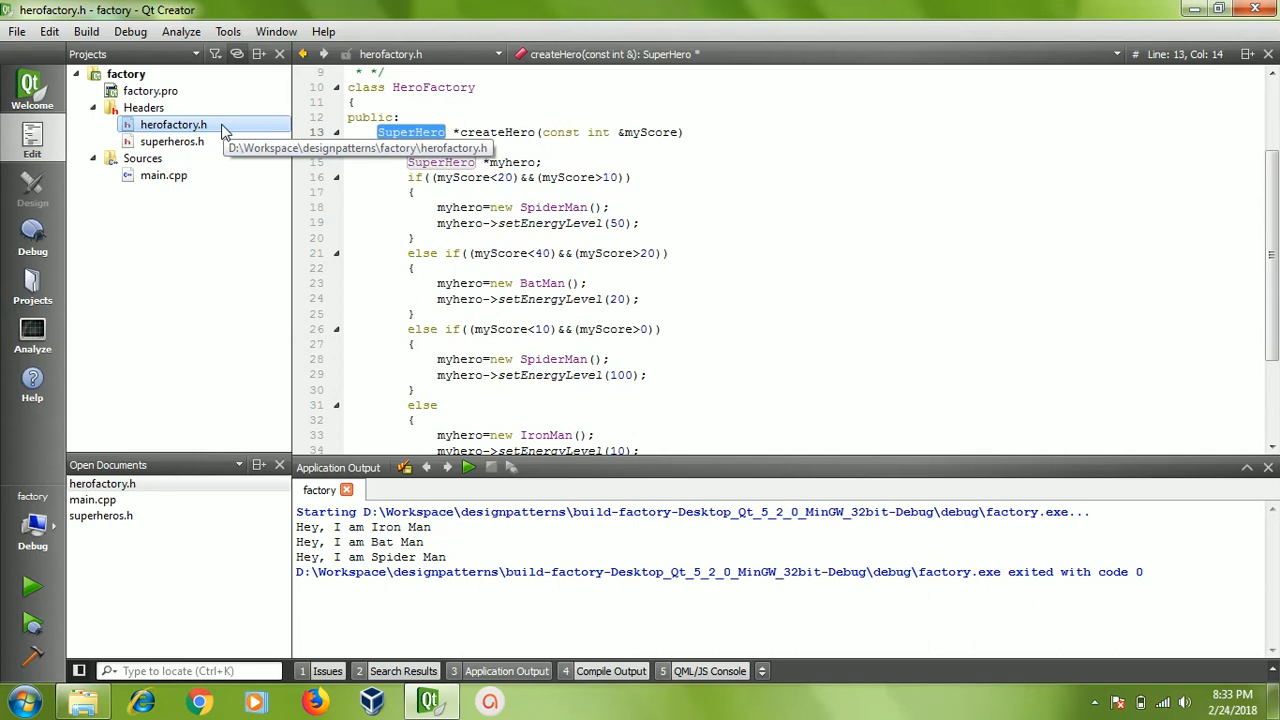 herofactory.h - factory - Qt Creator
File Edit Build Debug Analyze Tools Window Help
Projects herofactory.h createHero(const int &): SuperHero * # Line: 13, Col: 14
Qt
Welcome
Edit
Design
Debug
Projects
Analyze
Help
factory
Debug
factory
factory.pro
Headers
herofactory.h
superheros.h
Sources
main.cpp
D:\Workspace\designpatterns\factory\herofactory.h
9 * */
10 class HeroFactory
11 {
12 public:
13 SuperHero *createHero(const int &myScore)
15 SuperHero *myhero;
16 if((myScore<20)&&(myScore>10))
17 {
18 myhero=new SpiderMan();
19 myhero->setEnergyLevel(50);
20 }
21 else if((myScore<40)&&(myScore>20))
22 {
23 myhero=new BatMan();
24 myhero->setEnergyLevel(20);
25 }
26 else if((myScore<10)&&(myScore>0))
27 {
28 myhero=new SpiderMan();
29 myhero->setEnergyLevel(100);
30 }
31 else
32 {
33 myhero=new IronMan();
34 myhero->setEnergyLevel(10);
Open Documents
herofactory.h
main.cpp
superheros.h
Application Output
factory
Starting D:\Workspace\designpatterns\build-factory-Desktop_Qt_5_2_0_MinGW_32bit-Debug\debug\factory.exe...
Hey, I am Iron Man
Hey, I am Bat Man
Hey, I am Spider Man
D:\Workspace\designpatterns\build-factory-Desktop_Qt_5_2_0_MinGW_32bit-Debug\debug\factory.exe exited with code 0
Type to locate (Ctrl+K) 1 Issues 2 Search Results 3 Application Output 4 Compile Output 5 QML/JS Console
8:33 PM
2/24/2018